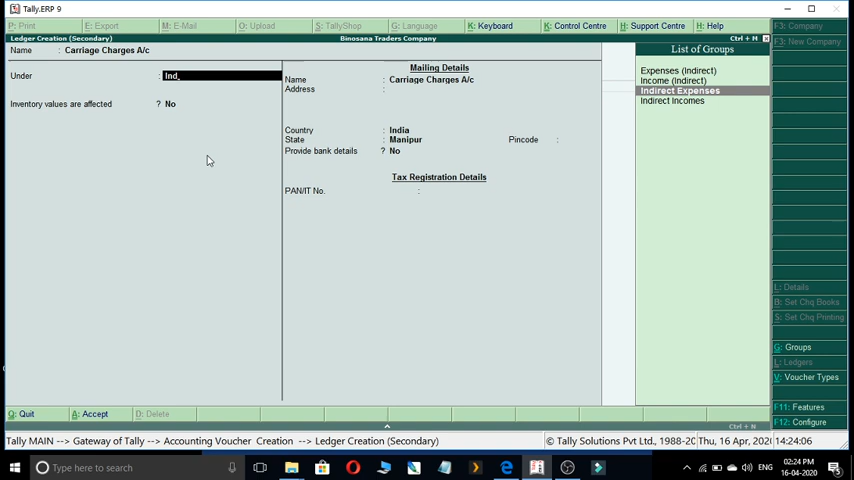 Tally.ERP 9
P: Print
E: Export
M: E-Mail
O: Upload
S: TallyShop
G: Language
K: Keyboard
K: Control Centre
H: Support Centre
H: Help
F3: Company
F3: New Company
Ledger Creation (Secondary)
Binosana Traders Company
Ctrl + M
Name : Carriage Charges A/c
Under : Ind
Inventory values are affected ? No
Mailing Details
Name : Carriage Charges A/c
Address :
Country : India
State : Manipur
Pincode :
Provide bank details ? No
Tax Registration Details
PAN/IT No. :
List of Groups
Expenses (Indirect)
Income (Indirect)
Indirect Expenses
Indirect Incomes
L: Details
B: Set Chq Books
S: Set Chq Printing
G: Groups
L: Ledgers
V: Voucher Types
F11: Features
F12: Configure
Q: Quit
A: Accept
D: Delete
Ctrl + N
Tally MAIN --> Gateway of Tally --> Accounting Voucher Creation --> Ledger Creation (Secondary)
© Tally Solutions Pvt Ltd., 1988-20
Thu, 16 Apr, 2020
14:24:06
Type here to search
ENG
02:24 PM
16-04-2020